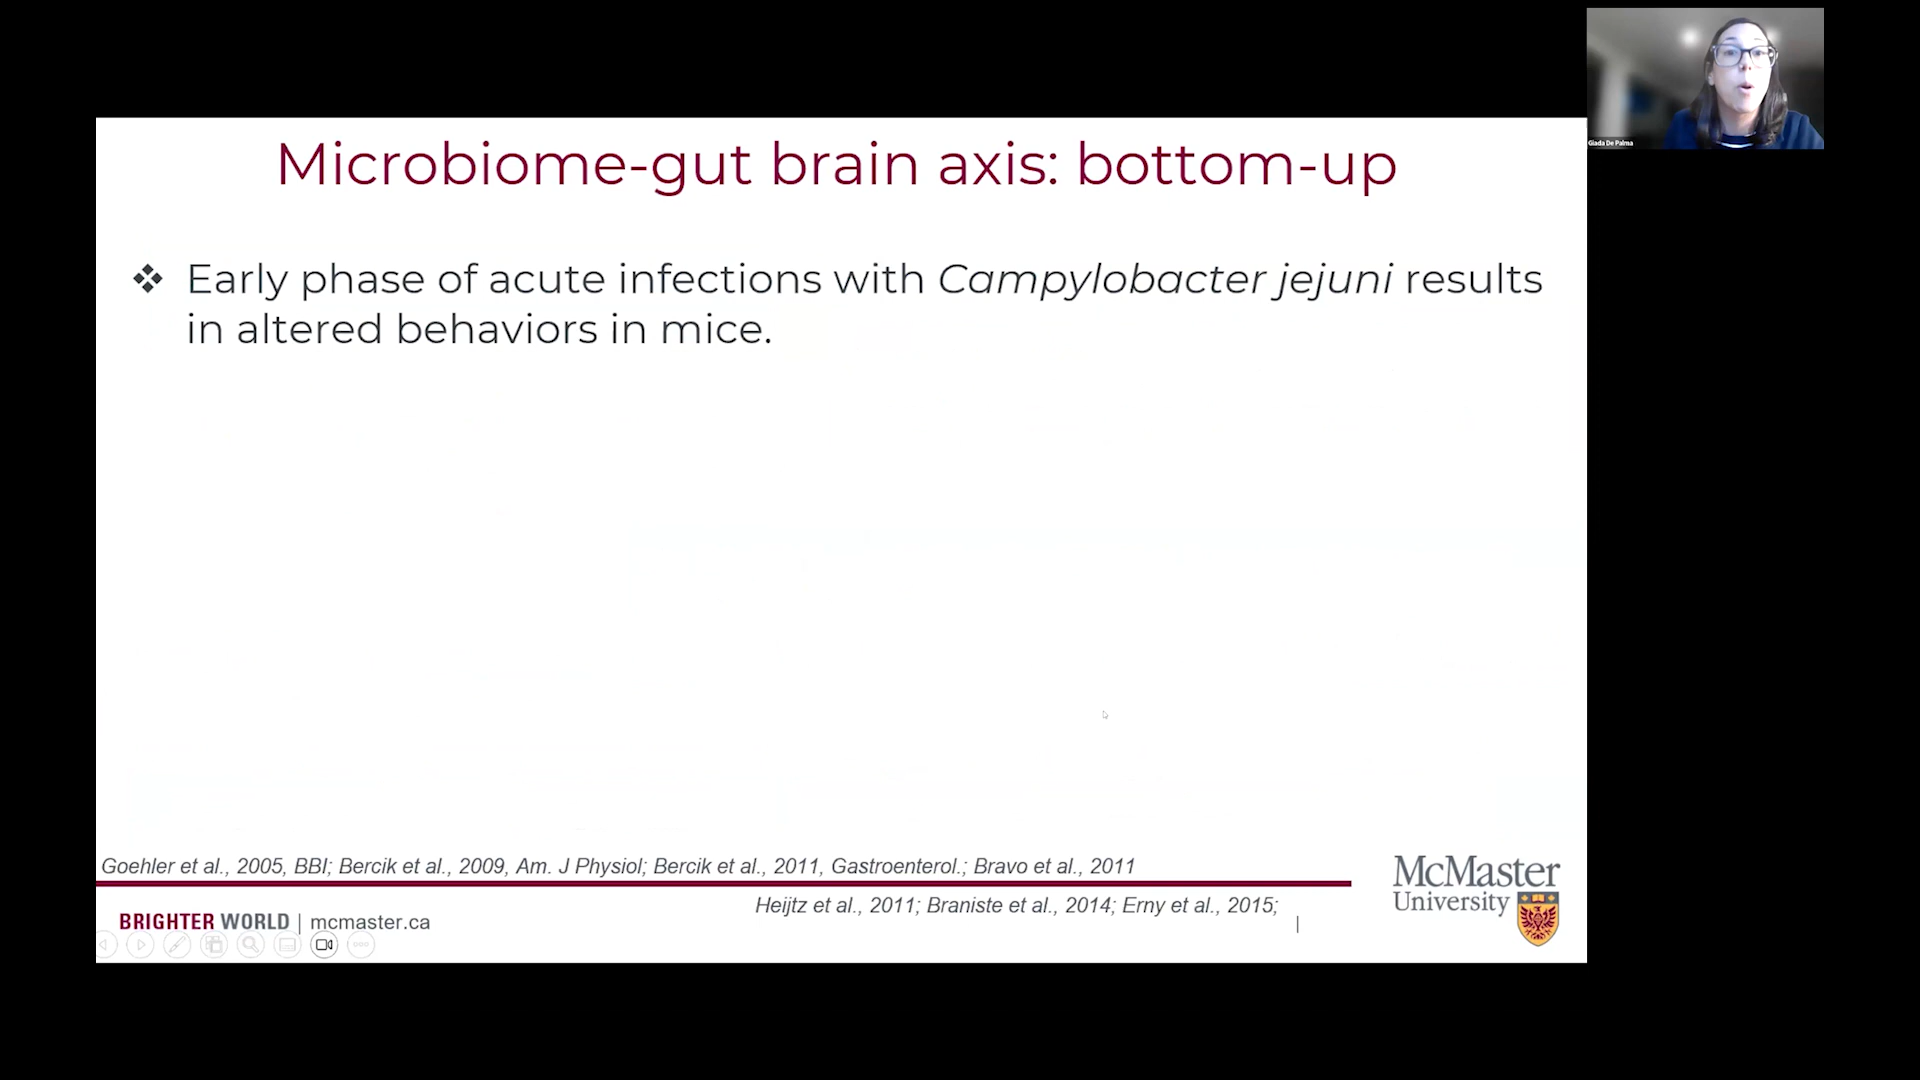 Giada De Palma
Microbiome-gut brain axis: bottom-up
❖ Early phase of acute infections with Campylobacter jejuni results
in altered behaviors in mice.
Goehler et al., 2005, BBI; Bercik et al., 2009, Am. J Physiol; Bercik et al., 2011, Gastroenterol.; Bravo et al., 2011
Heijtz et al., 2011; Braniste et al., 2014; Erny et al., 2015;
BRIGHTER WORLD | mcmaster.ca
|
McMaster
University